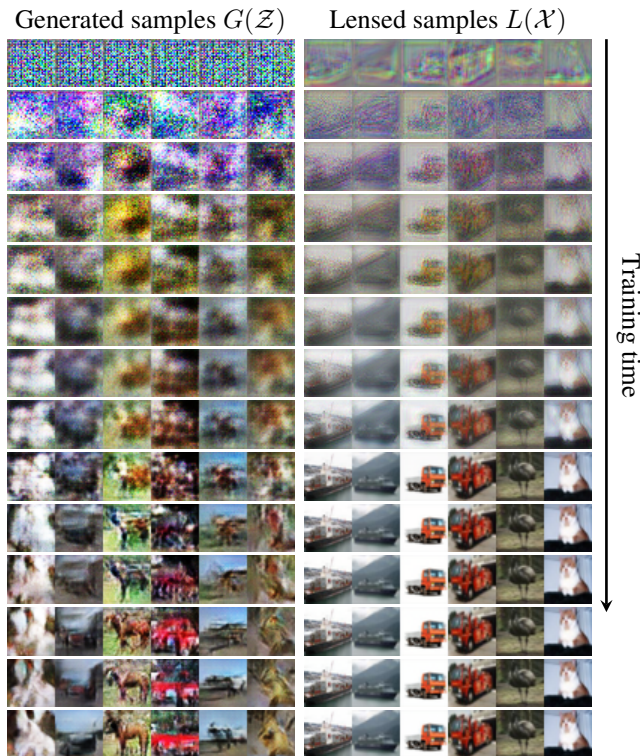 Generated samples G(𝒵)
Lensed samples L(𝒳)
Training time